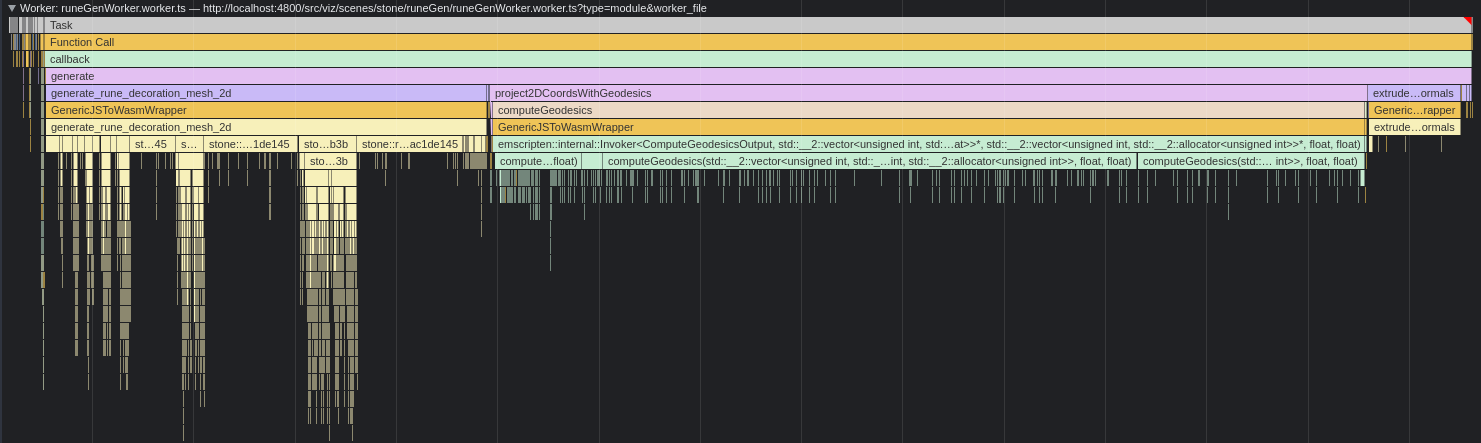 Worker: runeGenWorker.worker.ts — http://localhost:4800/src/viz/scenes/stone/runeGen/runeGenWorker.worker.ts?type=module&worker_file
Task
Function Call
callback
generate
generate_rune_decoration_mesh_2d project2DCoordsWithGeodesics extrude…ormals
GenericJSToWasmWrapper computeGeodesics Generic…rapper
generate_rune_decoration_mesh_2d GenericJSToWasmWrapper extrude…ormals
st…45 s… stone::…1de145 sto…b3b stone::r…ac1de145 emscripten::internal::Invoker<ComputeGeodesicsOutput, std::__2::vector<unsigned int, std::…at>>*, std::__2::vector<unsigned int, std::__2::allocator<unsigned int>>*, float, float>
sto…3b compute…float) computeGeodesics(std::__2::vector<unsigned int, std::_…int, std::__2::allocator<unsigned int>>, float, float) computeGeodesics(std::… int>>, float, float)